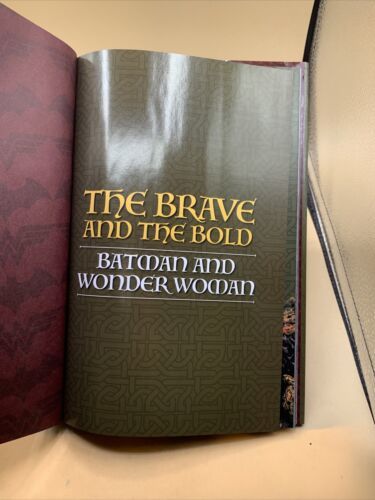 THE BRAVE
AND THE BOLD
BATMAN AND
WONDER WOMAN